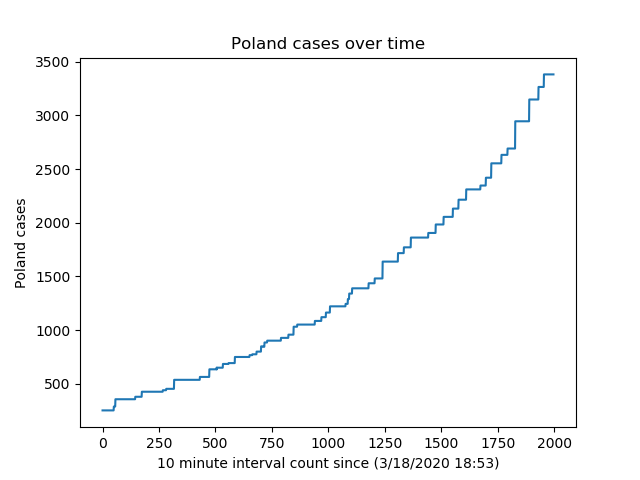 Poland cases over time
3500
3000
2500
2000
1500
1000
500
Poland cases
0 250 500 750 1000 1250 1500 1750 2000
10 minute interval count since (3/18/2020 18:53)